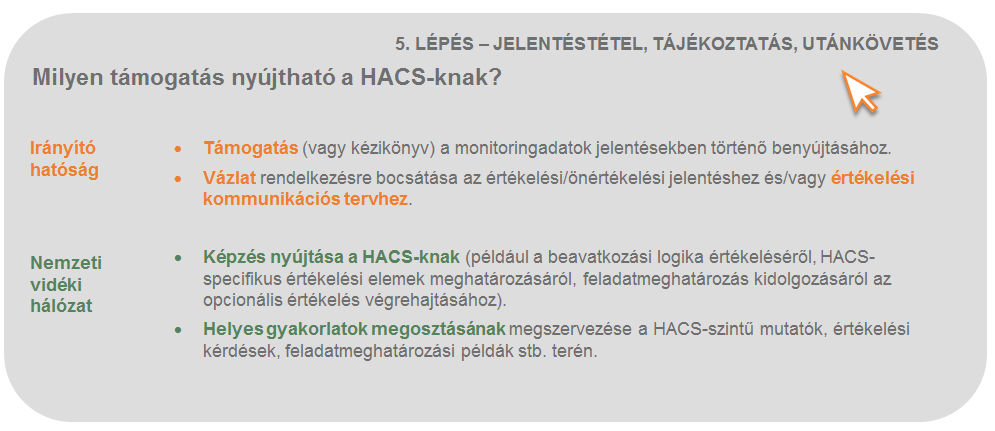 5. LÉPÉS – JELENTÉSTÉTEL, TÁJÉKOZTATÁS, UTÁNKÖVETÉS
Milyen támogatás nyújtható a HACS-knak?
Irányító
hatóság
• Támogatás (vagy kézikönyv) a monitoringadatok jelentésekben történő benyújtásához.
• Vázlat rendelkezésre bocsátása az értékelési/önértékelési jelentéshez és/vagy értékelési
kommunikációs tervhez.
Nemzeti
vidéki
hálózat
• Képzés nyújtása a HACS-knak (például a beavatkozási logika értékeléséről, HACS-
specifikus értékelési elemek meghatározásáról, feladatmeghatározás kidolgozásáról az
opcionális értékelés végrehajtásához).
• Helyes gyakorlatok megosztásának megszervezése a HACS-szintű mutatók, értékelési
kérdések, feladatmeghatározási példák stb. terén.